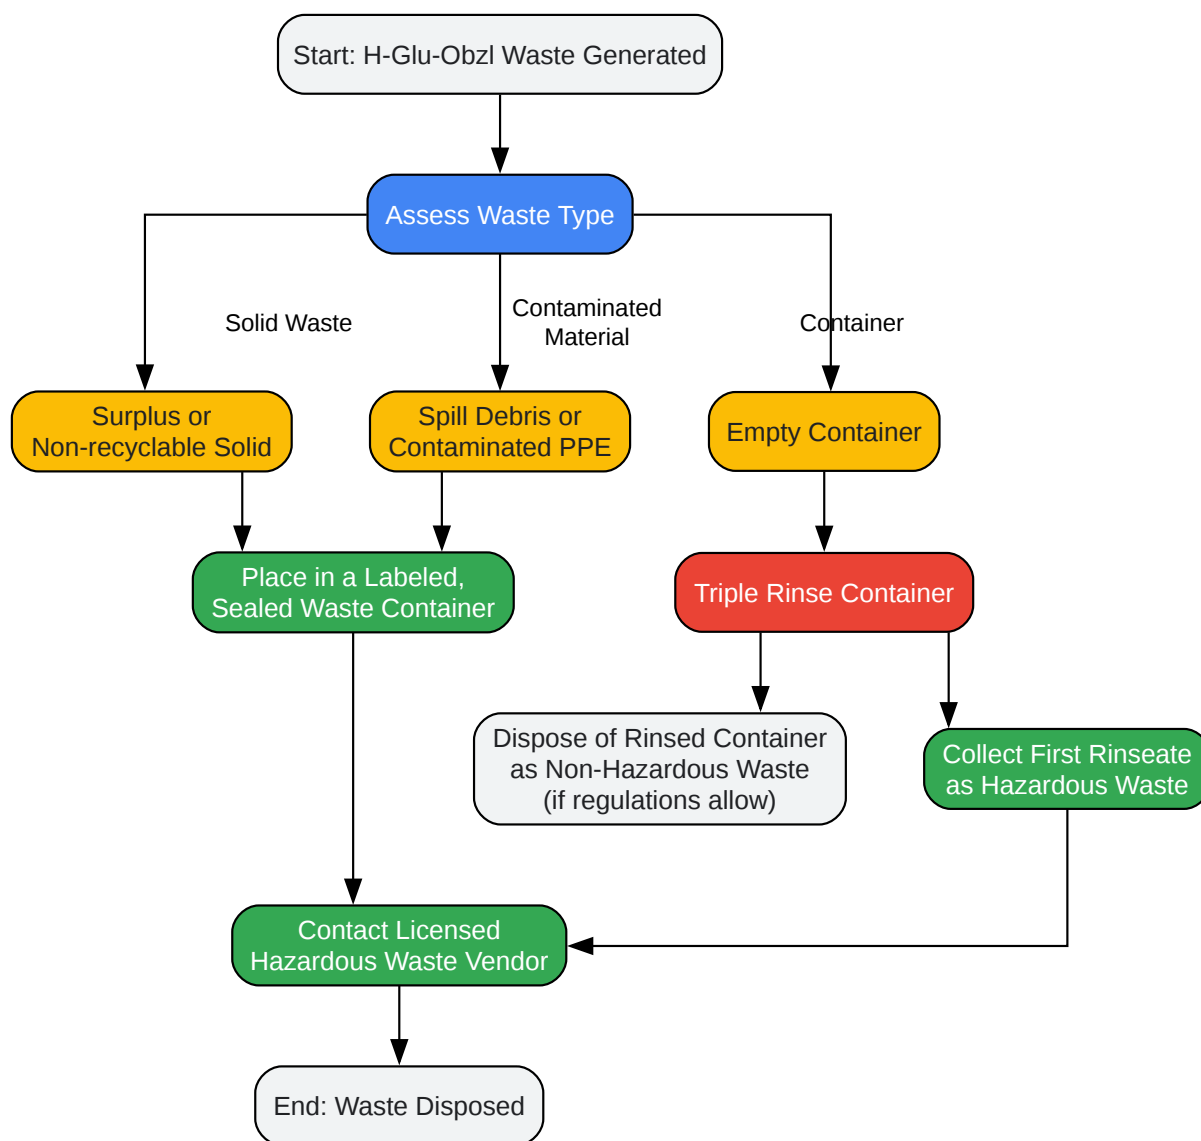 Start: H-Glu-Obzl Waste Generated
Assess Waste Type
Solid Waste
Contaminated
Material
Container
Surplus or
Non-recyclable Solid
Spill Debris or
Contaminated PPE
Empty Container
Place in a Labeled,
Sealed Waste Container
Triple Rinse Container
Dispose of Rinsed Container
as Non-Hazardous Waste
(if regulations allow)
Collect First Rinseate
as Hazardous Waste
Contact Licensed
Hazardous Waste Vendor
End: Waste Disposed